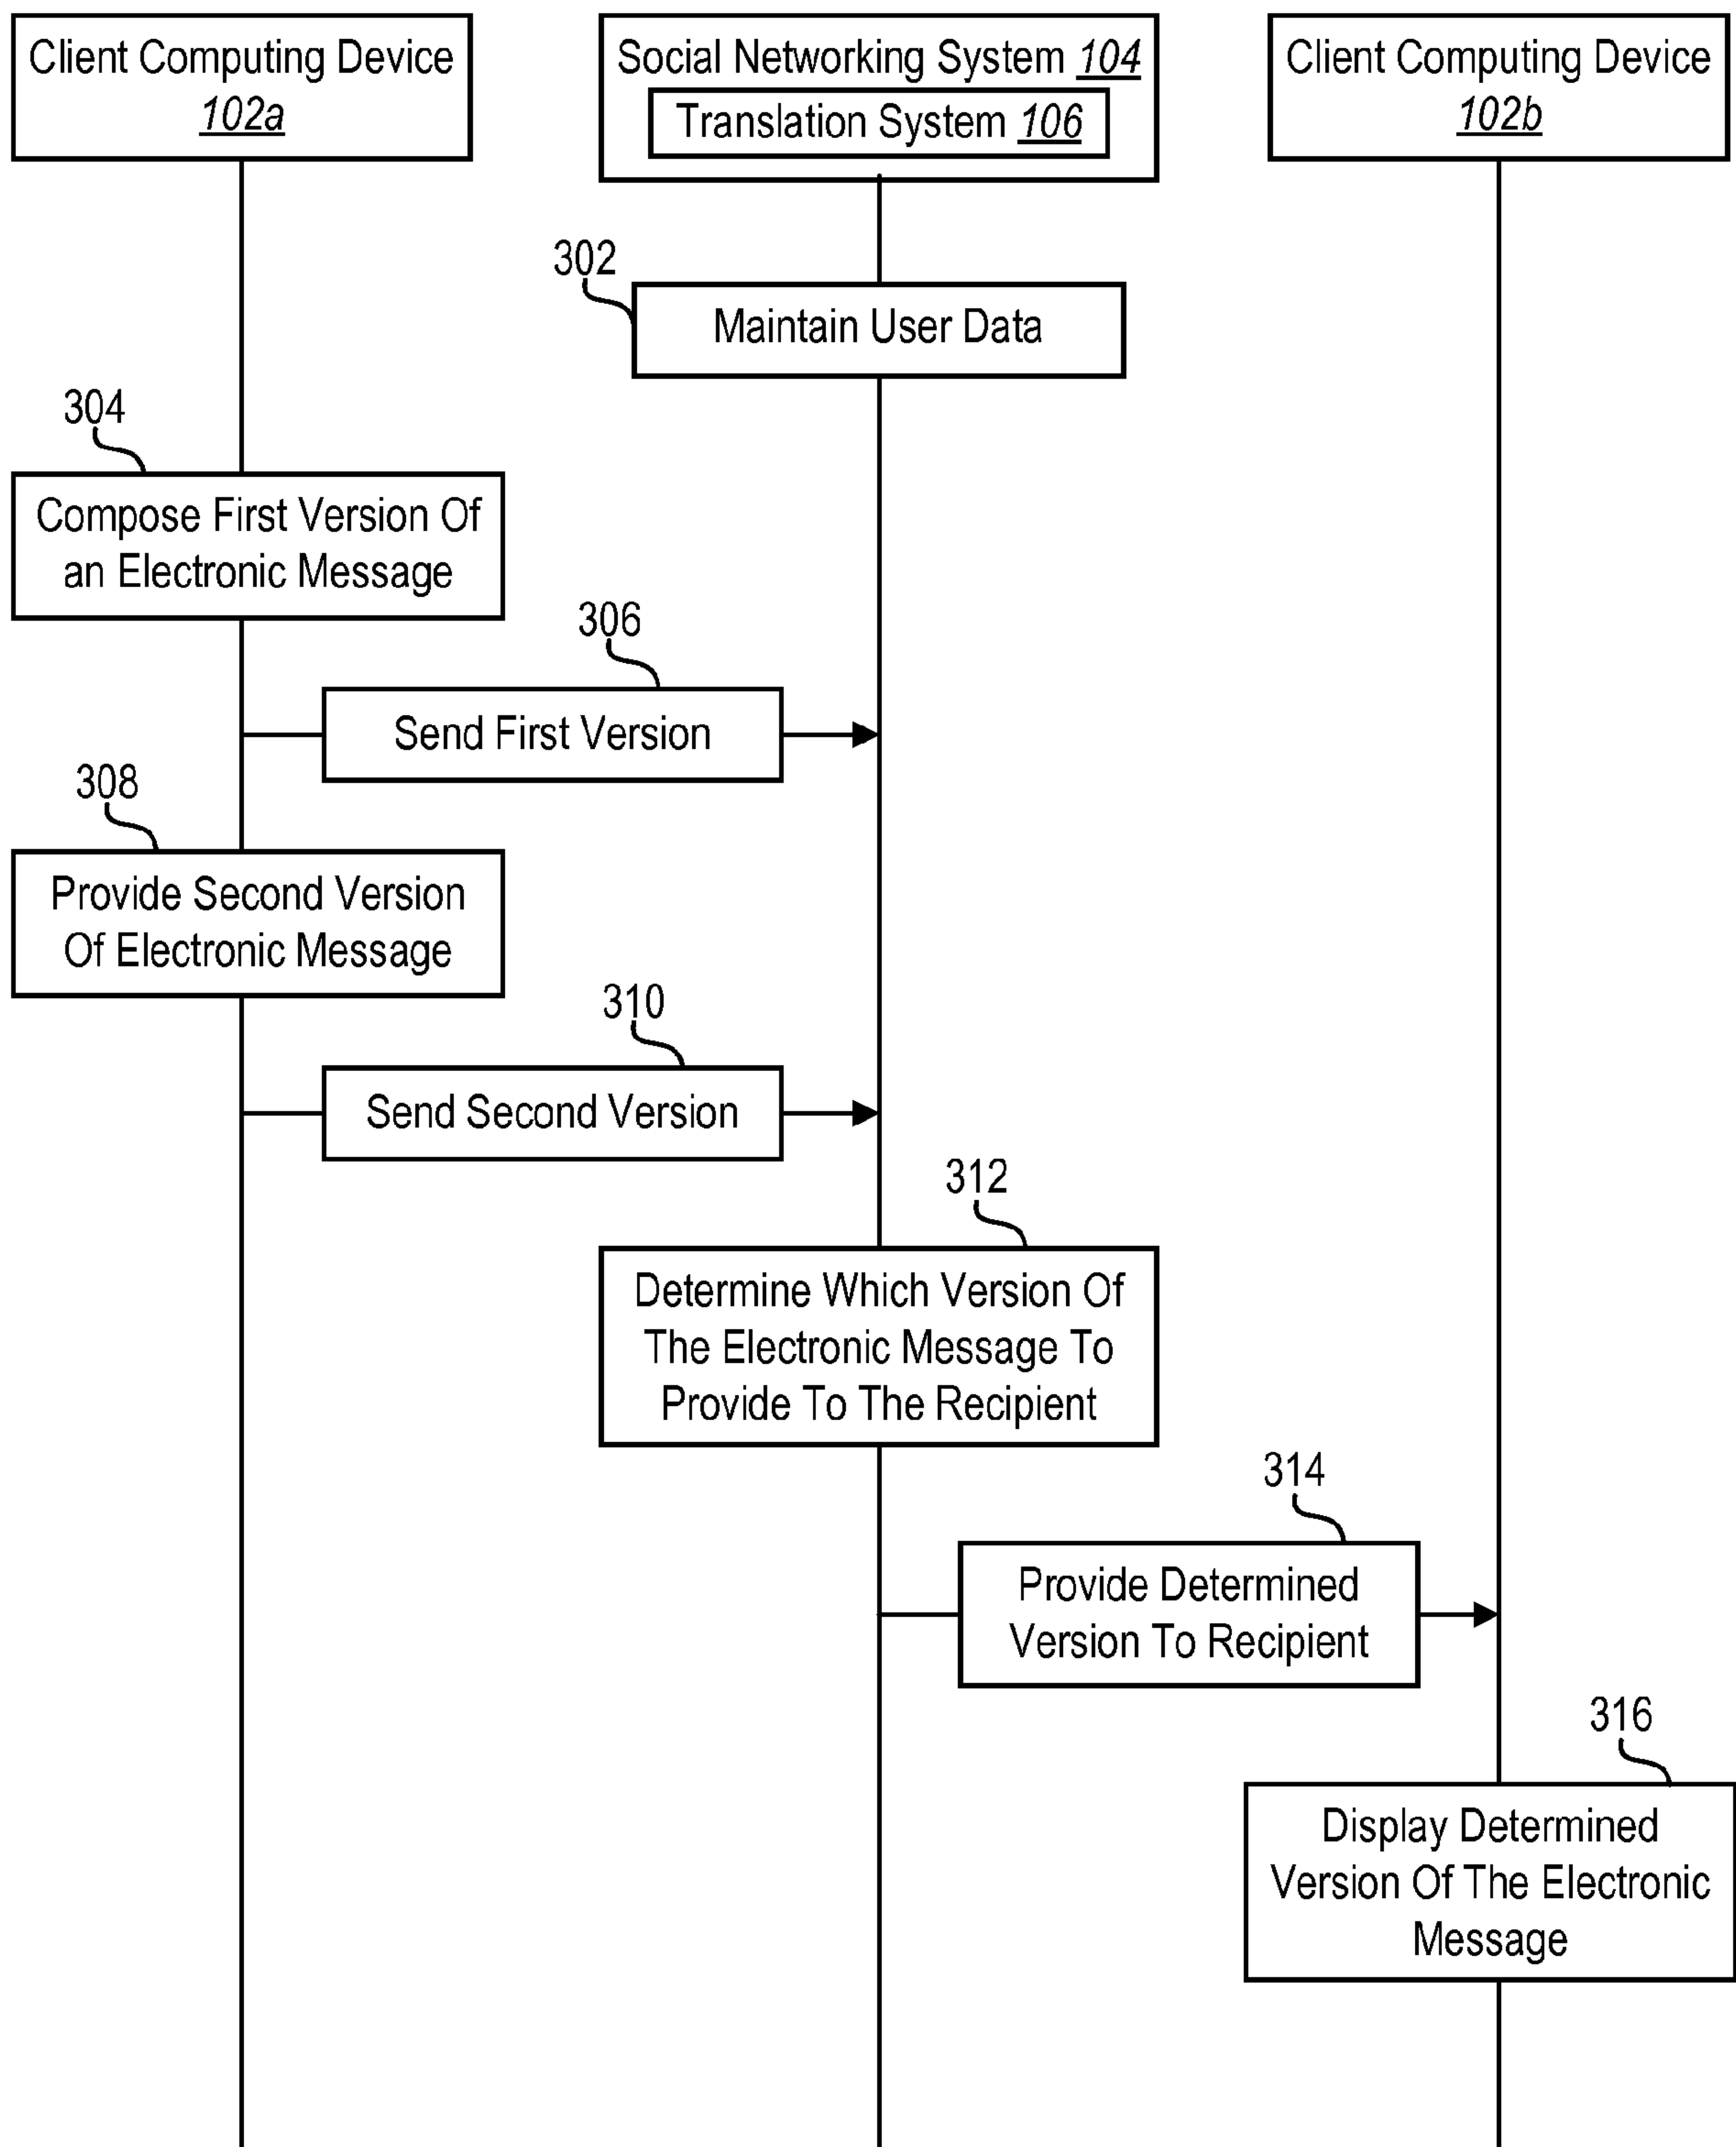 Client Computing Device
102a
Social Networking System 104
Translation System 106
Client Computing Device
102b
302
Maintain User Data
304
Compose First Version Of
an Electronic Message
306
Send First Version
308
Provide Second Version
Of Electronic Message
310
Send Second Version
312
Determine Which Version Of
The Electronic Message To
Provide To The Recipient
314
Provide Determined
Version To Recipient
316
Display Determined
Version Of The Electronic
Message